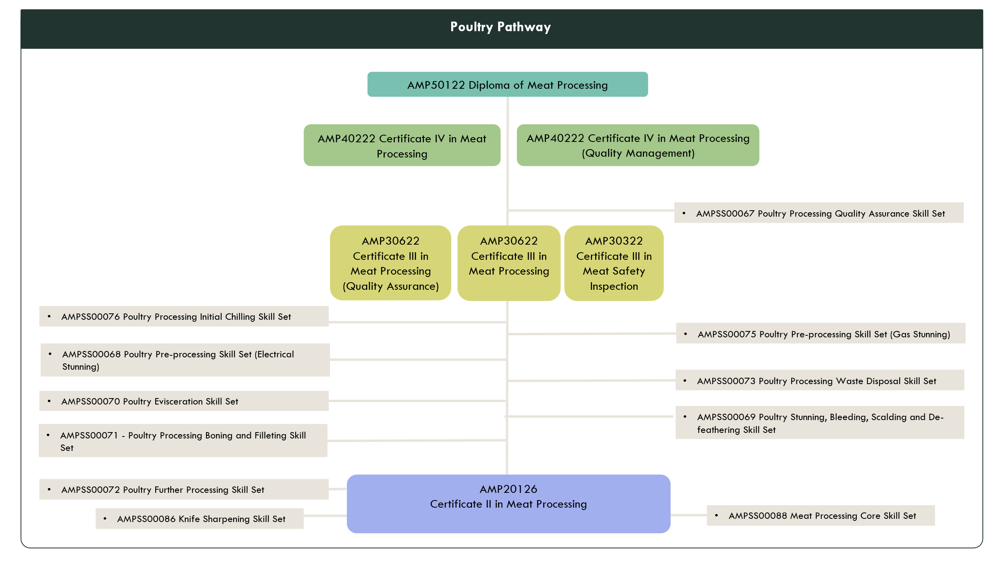 Poultry Pathway
AMP50122 Diploma of Meat Processing
AMP40222 Certificate IV in Meat
Processing
AMP40222 Certificate IV in Meat Processing
(Quality Management)
• AMPSS00067 Poultry Processing Quality Assurance Skill Set
AMP30622
Certificate III in
Meat Processing
(Quality Assurance)
AMP30622
Certificate III in
Meat Processing
AMP30322
Certificate III in
Meat Safety
Inspection
• AMPSS00076 Poultry Processing Initial Chilling Skill Set
• AMPSS00075 Poultry Pre-processing Skill Set (Gas Stunning)
• AMPSS00068 Poultry Pre-processing Skill Set (Electrical
Stunning)
• AMPSS00073 Poultry Processing Waste Disposal Skill Set
• AMPSS00070 Poultry Evisceration Skill Set
• AMPSS00069 Poultry Stunning, Bleeding, Scalding and De-
feathering Skill Set
• AMPSS00071 - Poultry Processing Boning and Filleting Skill
Set
• AMPSS00072 Poultry Further Processing Skill Set
AMP20126
Certificate II in Meat Processing
• AMPSS00086 Knife Sharpening Skill Set
• AMPSS00088 Meat Processing Core Skill Set